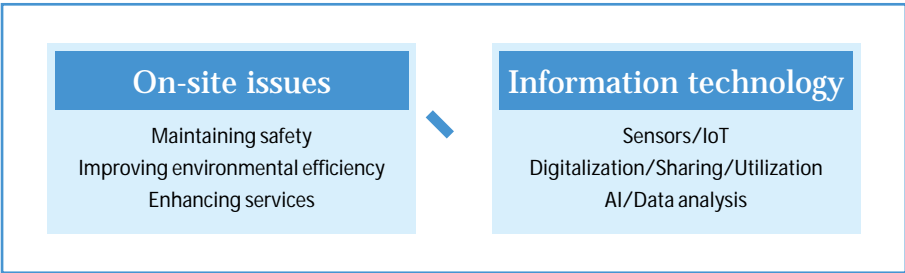 On-site issues
Maintaining safety
Improving environmental efficiency
Enhancing services
Information technology
Sensors/IoT
Digitalization/Sharing/Utilization
AI/Data analysis